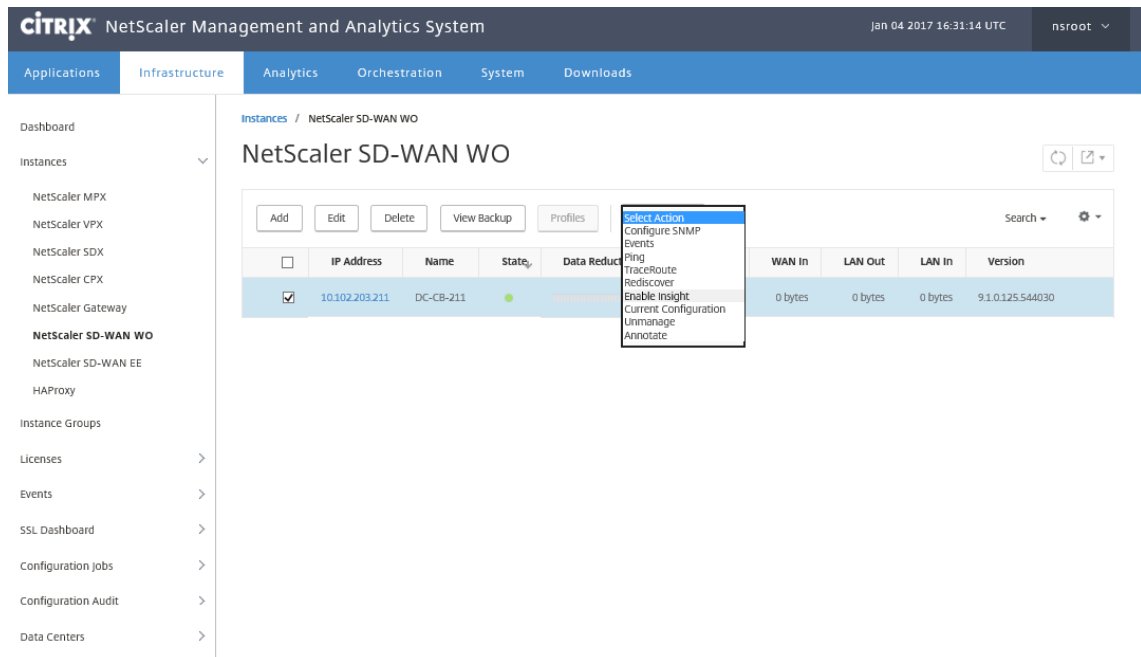 CİTRIX NetScaler Management and Analytics System
Jan 04 2017 16:31:14 UTC
nsroot
Applications Infrastructure Analytics Orchestration System Downloads
Dashboard
Instances
NetScaler MPX
NetScaler VPX
NetScaler SDX
NetScaler CPX
NetScaler Gateway
NetScaler SD-WAN WO
NetScaler SD-WAN EE
HAProxy
Instance Groups
Licenses
Events
SSL Dashboard
Configuration Jobs
Configuration Audit
Data Centers
Instances / NetScaler SD-WAN WO
NetScaler SD-WAN WO
Add Edit Delete View Backup Profiles
Search
Select Action
Configure SNMP
Events
Ping
TraceRoute
Rediscover
Enable Insight
Current Configuration
Unmanage
Annotate
IP Address Name State Data Reduct WAN In LAN Out LAN In Version
10.102.203.211 DC-CB-211 0 bytes 0 bytes 0 bytes 9.1.0.125.544030